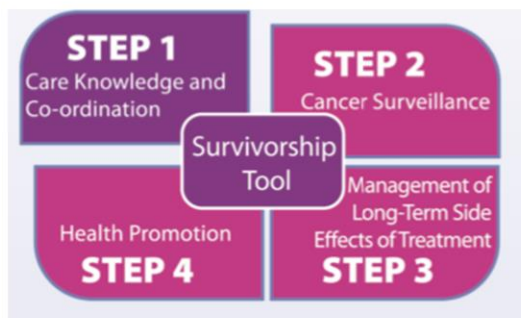 STEP 1
Care Knowledge and
Co-ordination
STEP 2
Cancer Surveillance
Survivorship
Tool
Health Promotion
STEP 4
Management of
Long-Term Side
Effects of Treatment
STEP 3